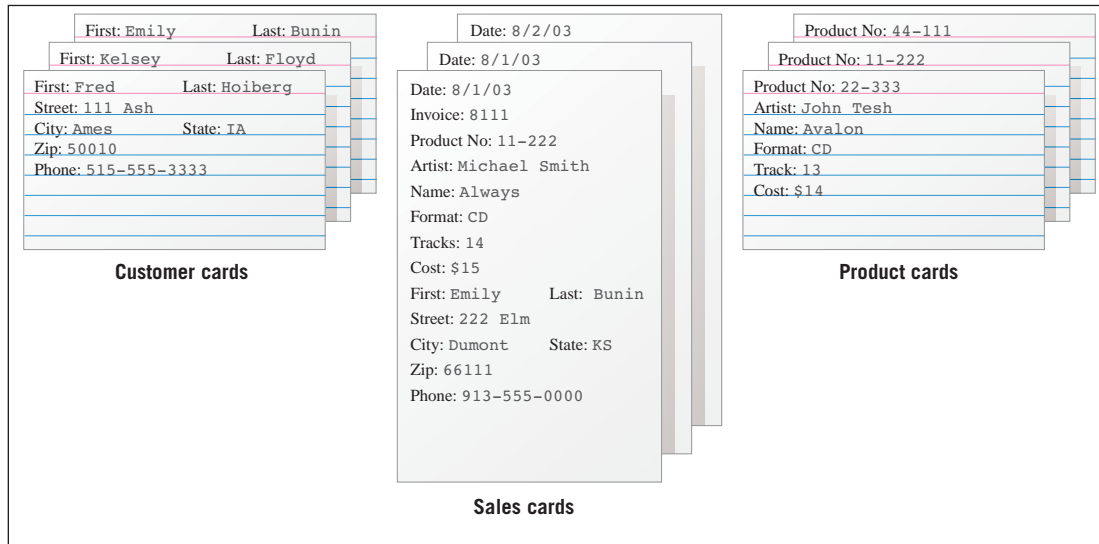 First: Emily Last: Bunin
First: Kelsey Last: Floyd
First: Fred Last: Hoiberg
Street: 111 Ash
City: Ames State: IA
Zip: 50010
Phone: 515-555-3333
Customer cards
Date: 8/2/03
Date: 8/1/03
Date: 8/1/03
Invoice: 8111
Product No: 11-222
Artist: Michael Smith
Name: Always
Format: CD
Tracks: 14
Cost: $15
First: Emily Last: Bunin
Street: 222 Elm
City: Dumont State: KS
Zip: 66111
Phone: 913-555-0000
Sales cards
Product No: 44-111
Product No: 11-222
Product No: 22-333
Artist: John Tesh
Name: Avalon
Format: CD
Track: 13
Cost: $14
Product cards